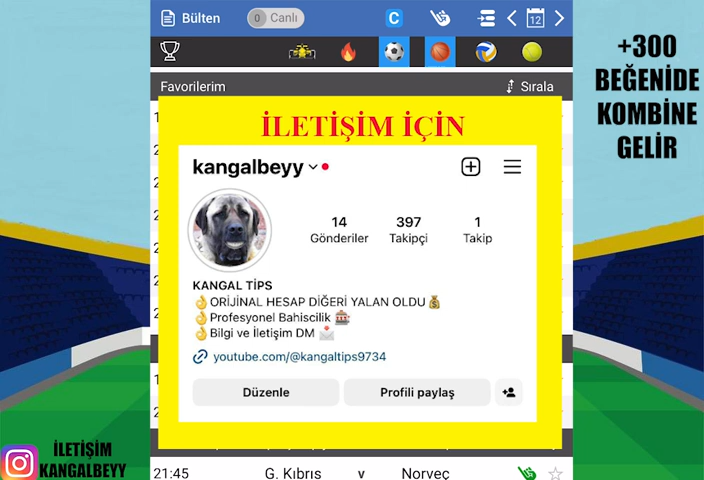 Bülten
0 Canlı
C
12
+300
BEĞENİDE
KOMBİNE
GELİR
Favorilerim
Sırala
İLETİŞİM İÇİN
kangalbeyy
14
397
1
Gönderiler
Takipçi
Takip
KANGAL TİPS
ORİJİNAL HESAP DİĞERİ YALAN OLDU
Profesyonel Bahiscilik
Bilgi ve İletişim DM
youtube.com/@kangaltips9734
Düzenle
Profili paylaş
21:45 G. Kıbrıs v Norveç
İLETİŞİM
KANGALBEYY